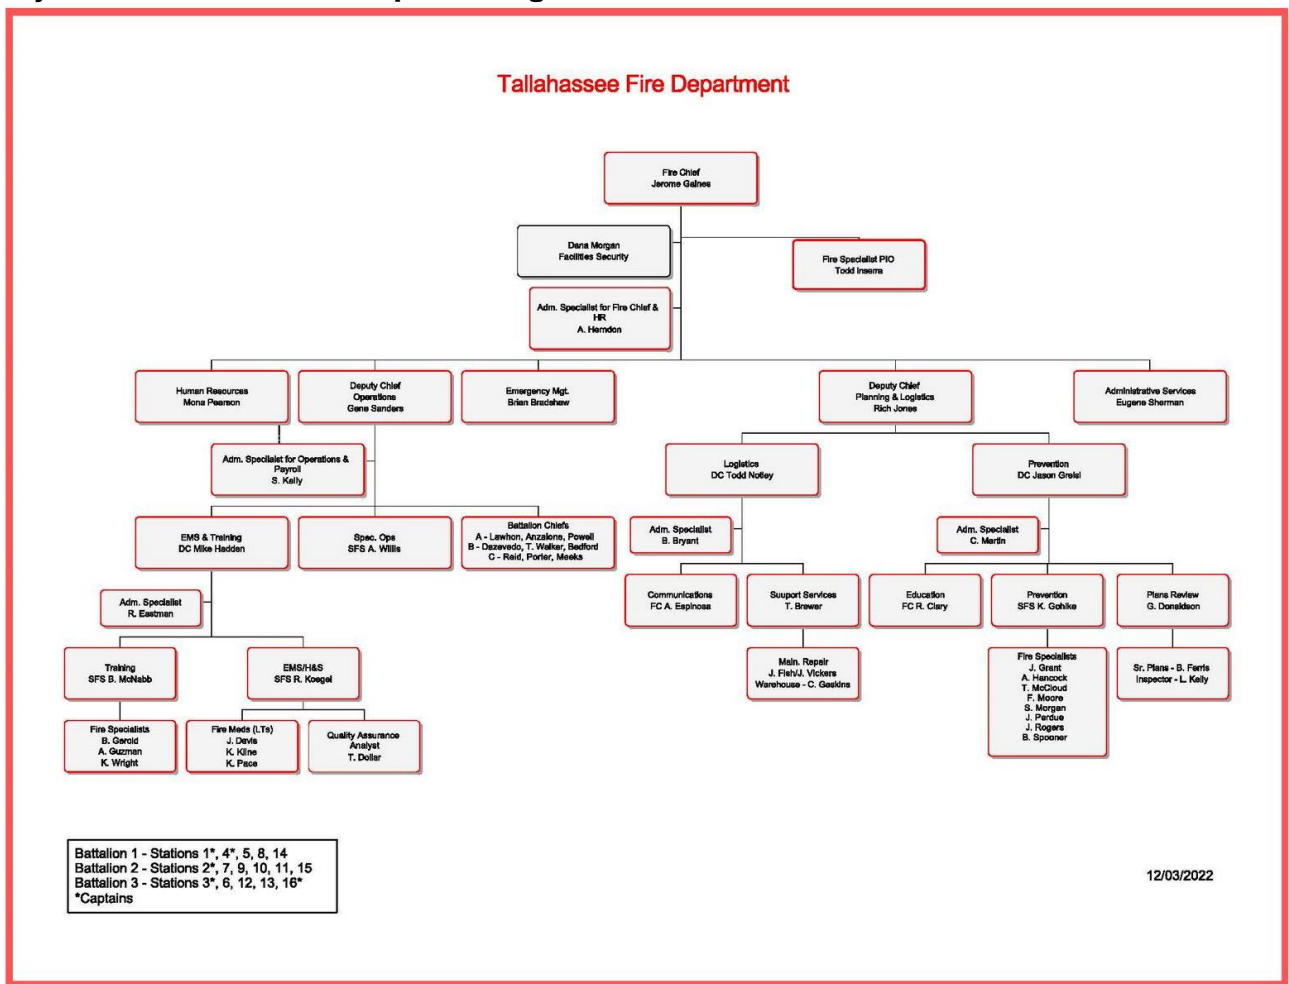 Tallahassee Fire Department
Fire Chief
Jerome Gaines
Dana Morgan
Facilities Security
Fire Specialist PIO
Todd Inserra
Adm. Specialist for Fire Chief &
HR
A. Herndon
Human Resources
Mona Pearson
Deputy Chief
Operations
Gene Sanders
Emergency Mgt.
Brian Bradshaw
Deputy Chief
Planning & Logistics
Rich Jones
Administrative Services
Eugene Sherman
Adm. Specilaist for Operations &
Payroll
S. Kelly
Logistics
DC Todd Notley
Prevention
DC Jason Greisl
EMS & Training
DC Mike Hadden
Spec. Ops
SFS A. Willis
Battalion Chiefs
A - Lawhon, Anzalone, Powell
B - Dazevedo, T. Walker, Bedford
C - Reid, Porter, Meeks
Adm. Specialist
B. Bryant
Adm. Specialist
C. Martin
Adm. Specialist
R. Eastman
Communications
FC A. Espinosa
Suuport Services
T. Brewer
Education
FC R. Clary
Prevention
SFS K. Gohlke
Plans Review
G. Donaldson
Training
SFS B. McNabb
EMS/H&S
SFS R. Koegel
Main. Repair
J. Fish/J. Vickers
Warehouse - C. Gaskins
Fire Specialists
J. Grant
A. Hancock
T. McCloud
F. Moore
S. Morgan
J. Perdue
J. Rogers
B. Spooner
Sr. Plans - B. Ferris
Inspector - L. Kelly
Fire Specialists
B. Gerold
A. Guzman
K. Wright
Fire Meds (LTs)
J. Davis
K. Kline
K. Pace
Quality Assurance
Analyst
T. Dollar
Battalion 1 - Stations 1*, 4*, 5, 8, 14
Battalion 2 - Stations 2*, 7, 9, 10, 11, 15
Battalion 3 - Stations 3*, 6, 12, 13, 16*
*Captains
12/03/2022